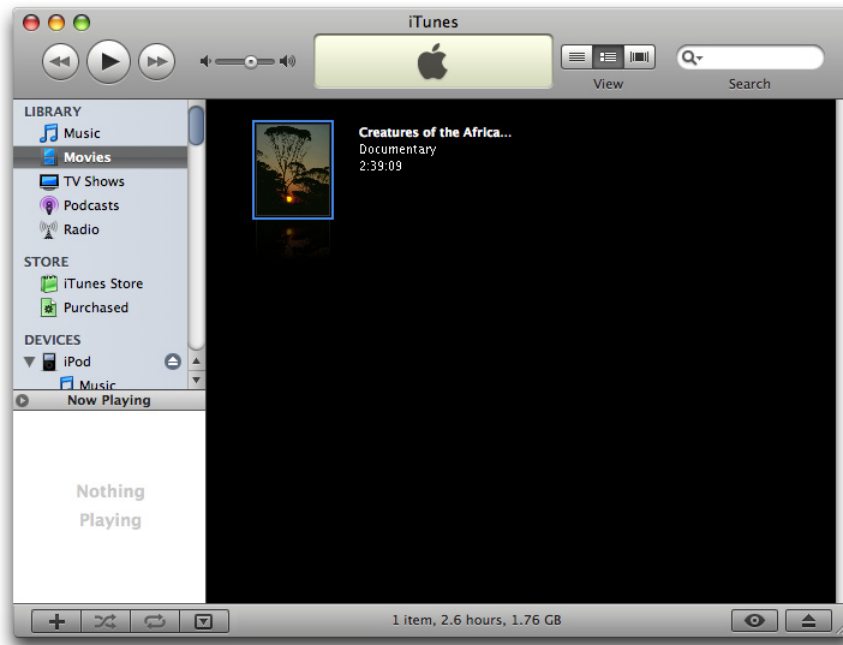 iTunes
View
Search
LIBRARY
Music
Movies
TV Shows
Podcasts
Radio
STORE
iTunes Store
Purchased
DEVICES
iPod
Music
Now Playing
Nothing
Playing
Creatures of the Africa...
Documentary
2:39:09
1 item, 2.6 hours, 1.76 GB